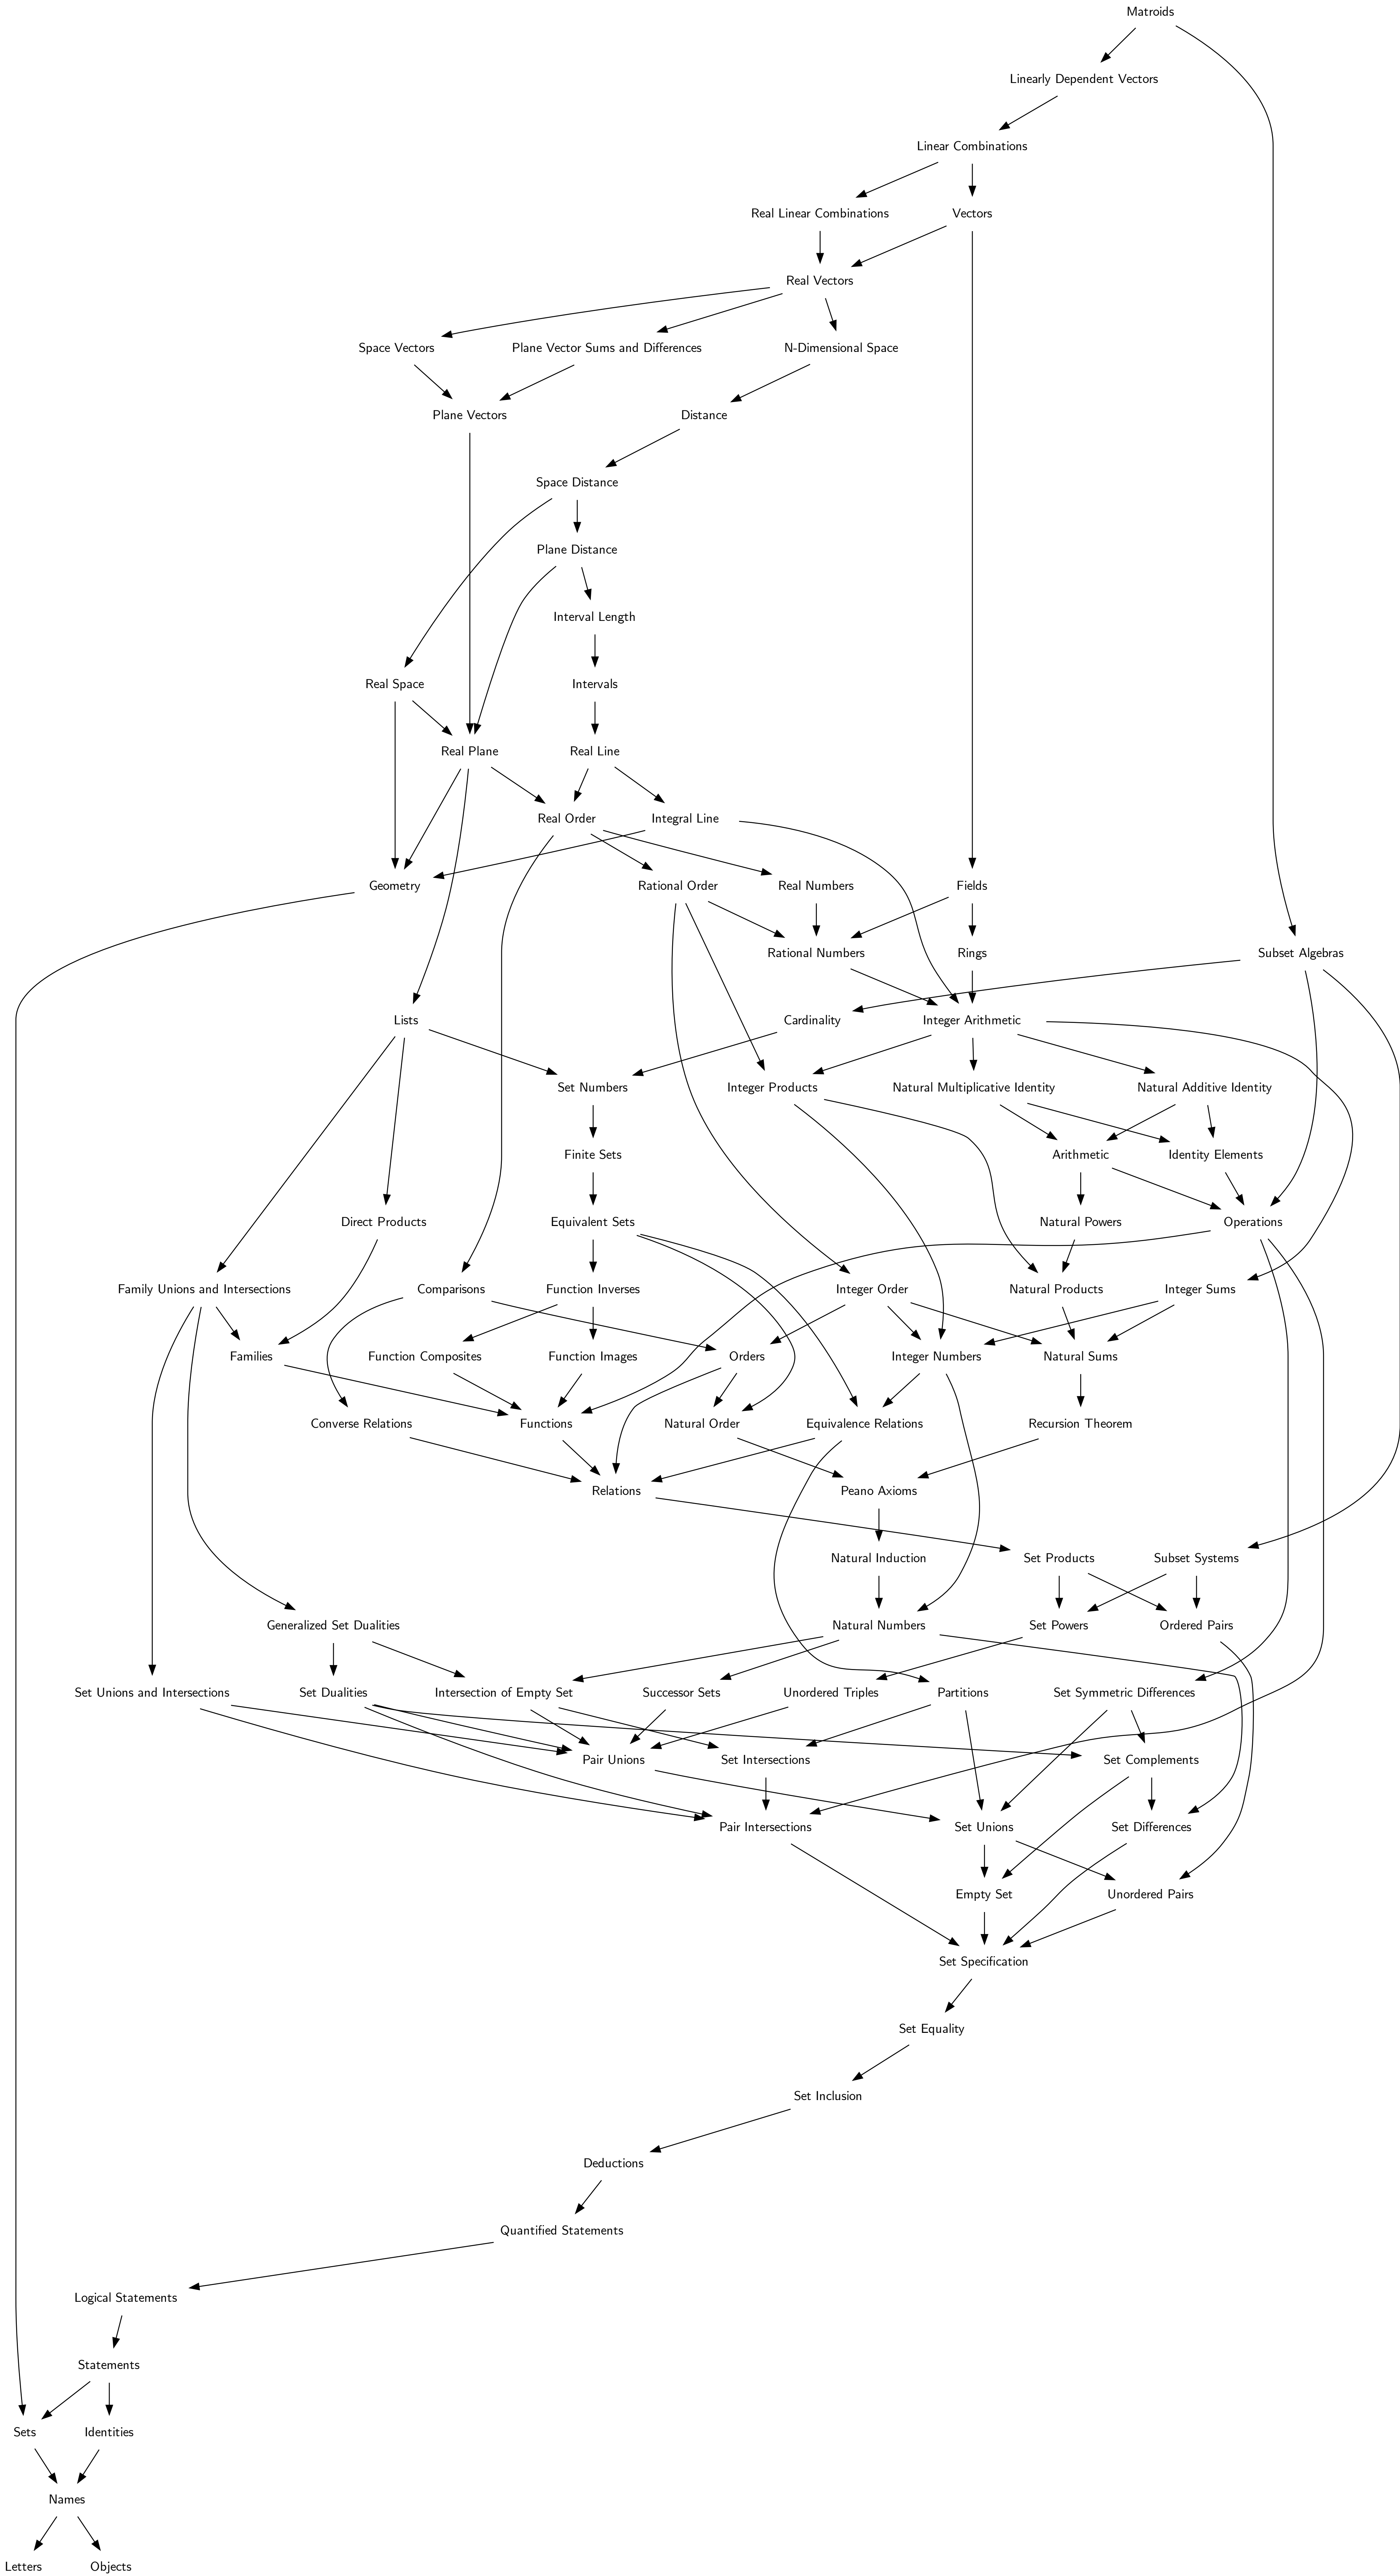 Matroids
Linearly Dependent Vectors
Linear Combinations
Real Linear Combinations
Vectors
Real Vectors
Space Vectors
Plane Vector Sums and Differences
N-Dimensional Space
Plane Vectors
Distance
Space Distance
Plane Distance
Interval Length
Real Space
Intervals
Real Plane
Real Line
Real Order
Integral Line
Geometry
Rational Order
Real Numbers
Fields
Rational Numbers
Rings
Subset Algebras
Lists
Cardinality
Integer Arithmetic
Set Numbers
Integer Products
Natural Multiplicative Identity
Natural Additive Identity
Finite Sets
Arithmetic
Identity Elements
Direct Products
Equivalent Sets
Natural Powers
Operations
Family Unions and Intersections
Comparisons
Function Inverses
Integer Order
Natural Products
Integer Sums
Families
Function Composites
Function Images
Orders
Integer Numbers
Natural Sums
Converse Relations
Functions
Natural Order
Equivalence Relations
Recursion Theorem
Relations
Peano Axioms
Natural Induction
Set Products
Subset Systems
Generalized Set Dualities
Natural Numbers
Set Powers
Ordered Pairs
Set Unions and Intersections
Set Dualities
Intersection of Empty Set
Successor Sets
Unordered Triples
Partitions
Set Symmetric Differences
Pair Unions
Set Intersections
Set Complements
Pair Intersections
Set Unions
Set Differences
Empty Set
Unordered Pairs
Set Specification
Set Equality
Set Inclusion
Deductions
Quantified Statements
Logical Statements
Statements
Sets
Identities
Names
Letters
Objects